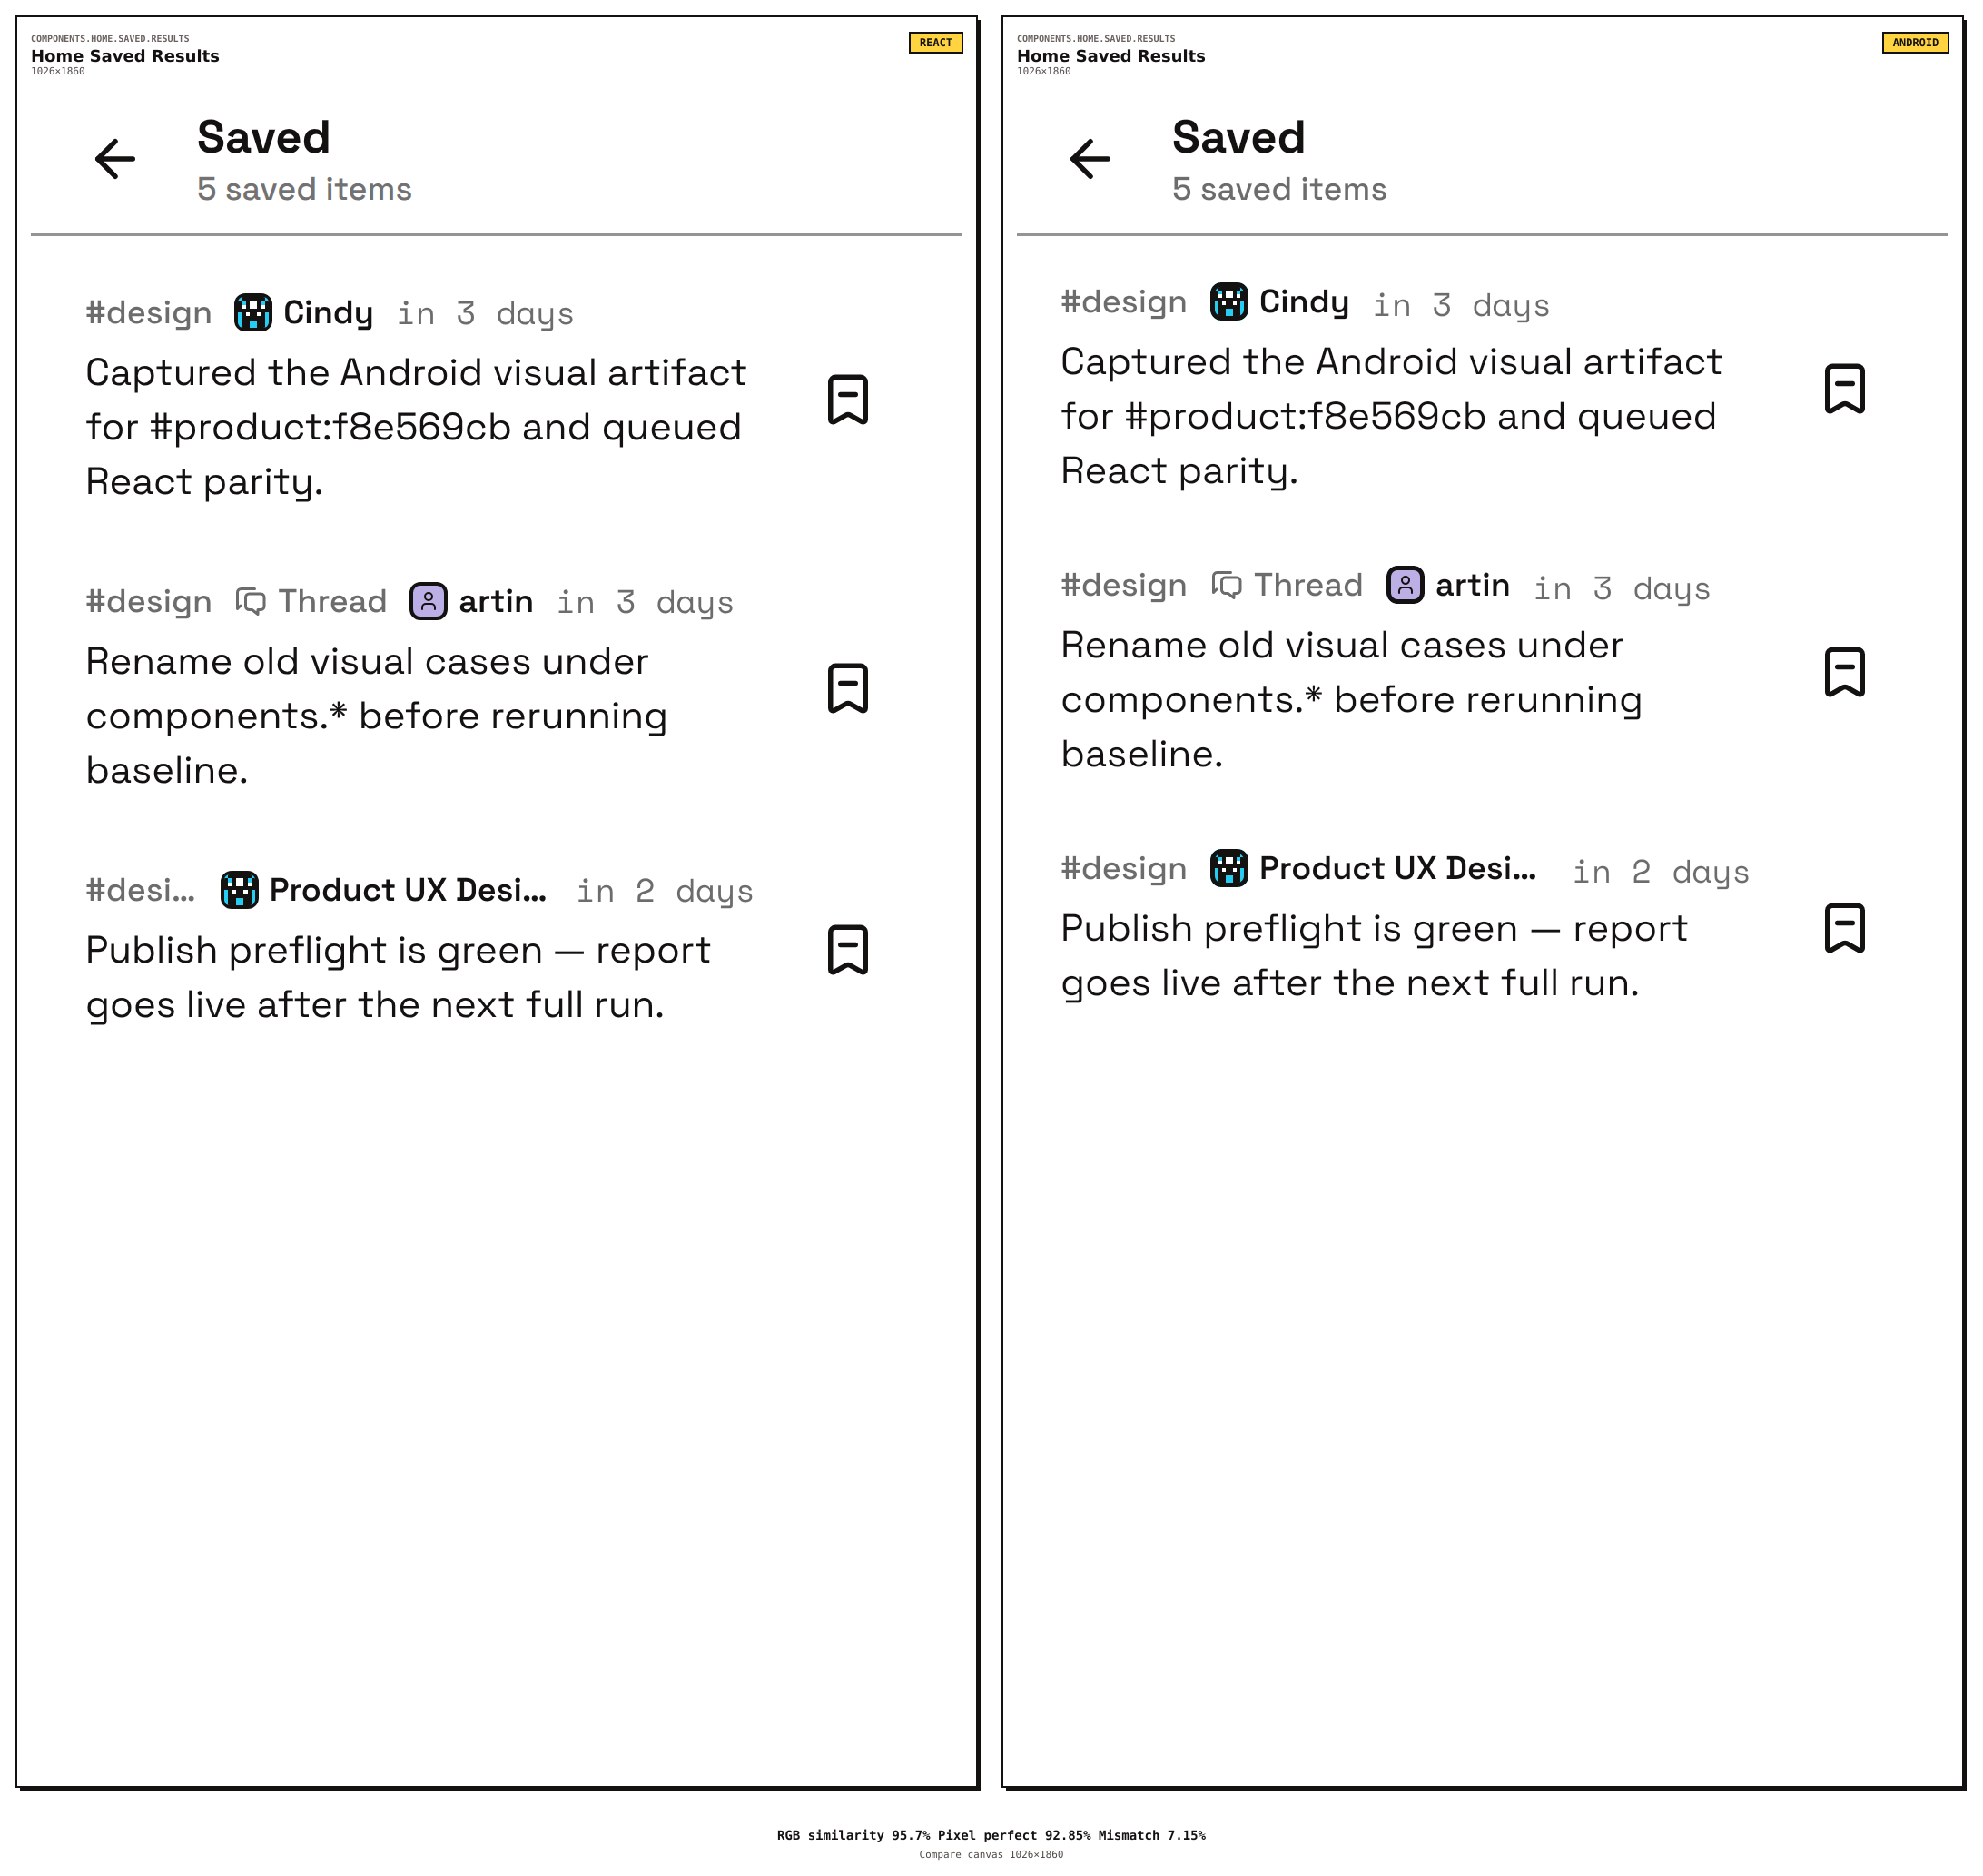 COMPONENTS.HOME.SAVED.RESULTS
Home Saved Results
1026×1860
REACT
Saved
5 saved items
#design Cindy in 3 days
Captured the Android visual artifact
for #product:f8e569cb and queued
React parity.
#design Thread artin in 3 days
Rename old visual cases under
components.* before rerunning
baseline.
#desi... Product UX Desi... in 2 days
Publish preflight is green — report
goes live after the next full run.
COMPONENTS.HOME.SAVED.RESULTS
Home Saved Results
1026×1860
ANDROID
Saved
5 saved items
#design Cindy in 3 days
Captured the Android visual artifact
for #product:f8e569cb and queued
React parity.
#design Thread artin in 3 days
Rename old visual cases under
components.* before rerunning
baseline.
#design Product UX Desi... in 2 days
Publish preflight is green — report
goes live after the next full run.
RGB similarity 95.7% Pixel perfect 92.85% Mismatch 7.15%
Compare canvas 1026×1860